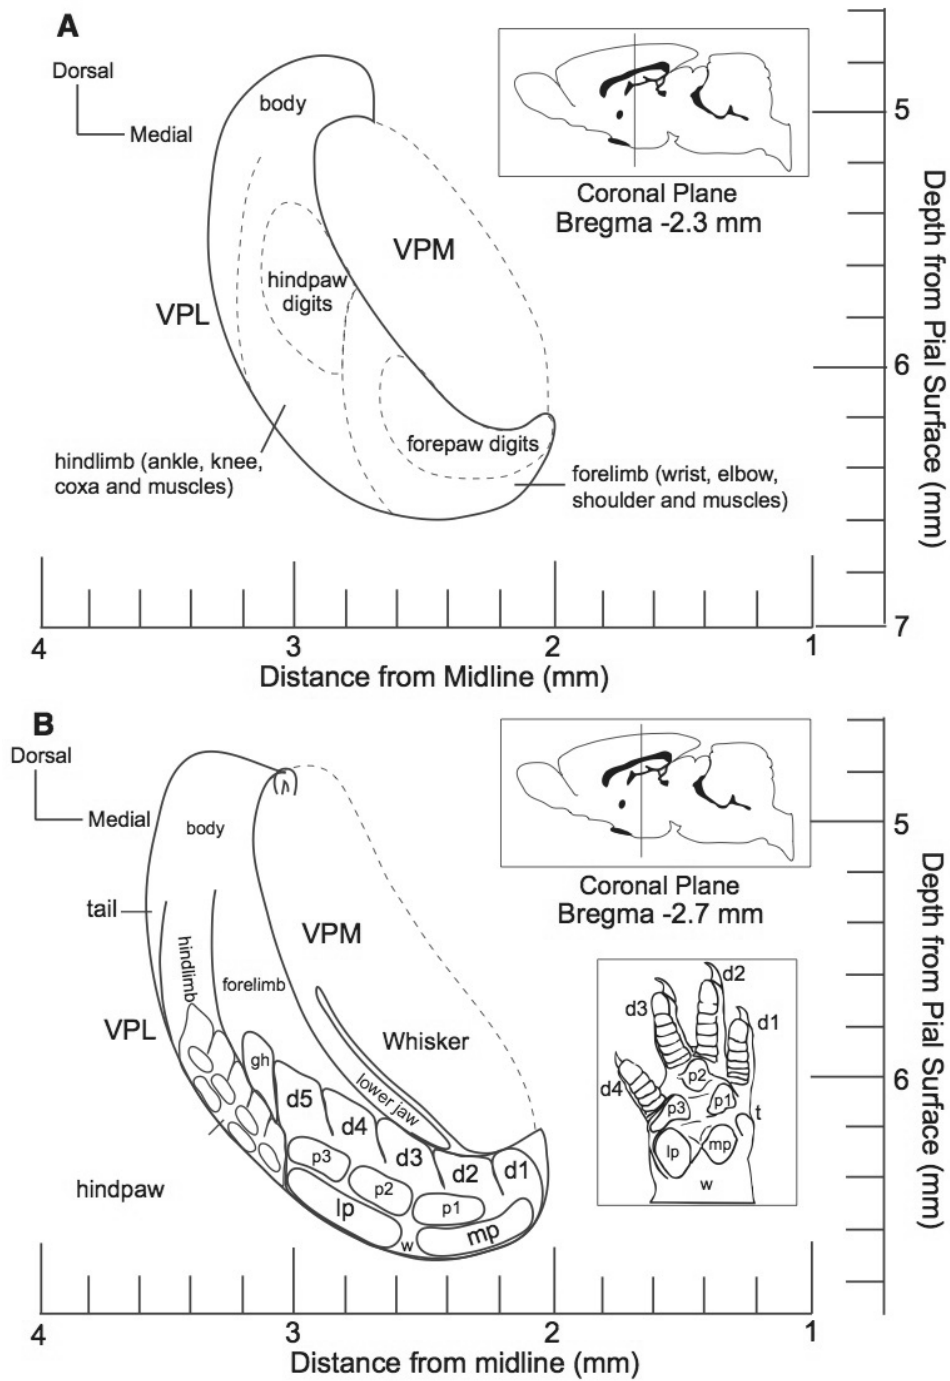 A
Dorsal
Medial
body
VPM
hindpaw
digits
VPL
forepaw digits
hindlimb (ankle, knee,
coxa and muscles)
forelimb (wrist, elbow,
shoulder and muscles)
Coronal Plane
Bregma -2.3 mm
5
6
7
Depth from Pial Surface (mm)
4
3
2
1
Distance from Midline (mm)
B
Dorsal
Medial
body
tail
hindlimb
forelimb
VPM
VPL
Whisker
lower jaw
gh
d5
d4
d3
d2
d1
p3
p2
p1
lp
w
mp
hindpaw
Coronal Plane
Bregma -2.7 mm
d2
d3
d1
d4
p2
p1
p3
t
lp
mp
w
5
6
Depth from Pial Surface (mm)
4
3
2
1
Distance from midline (mm)